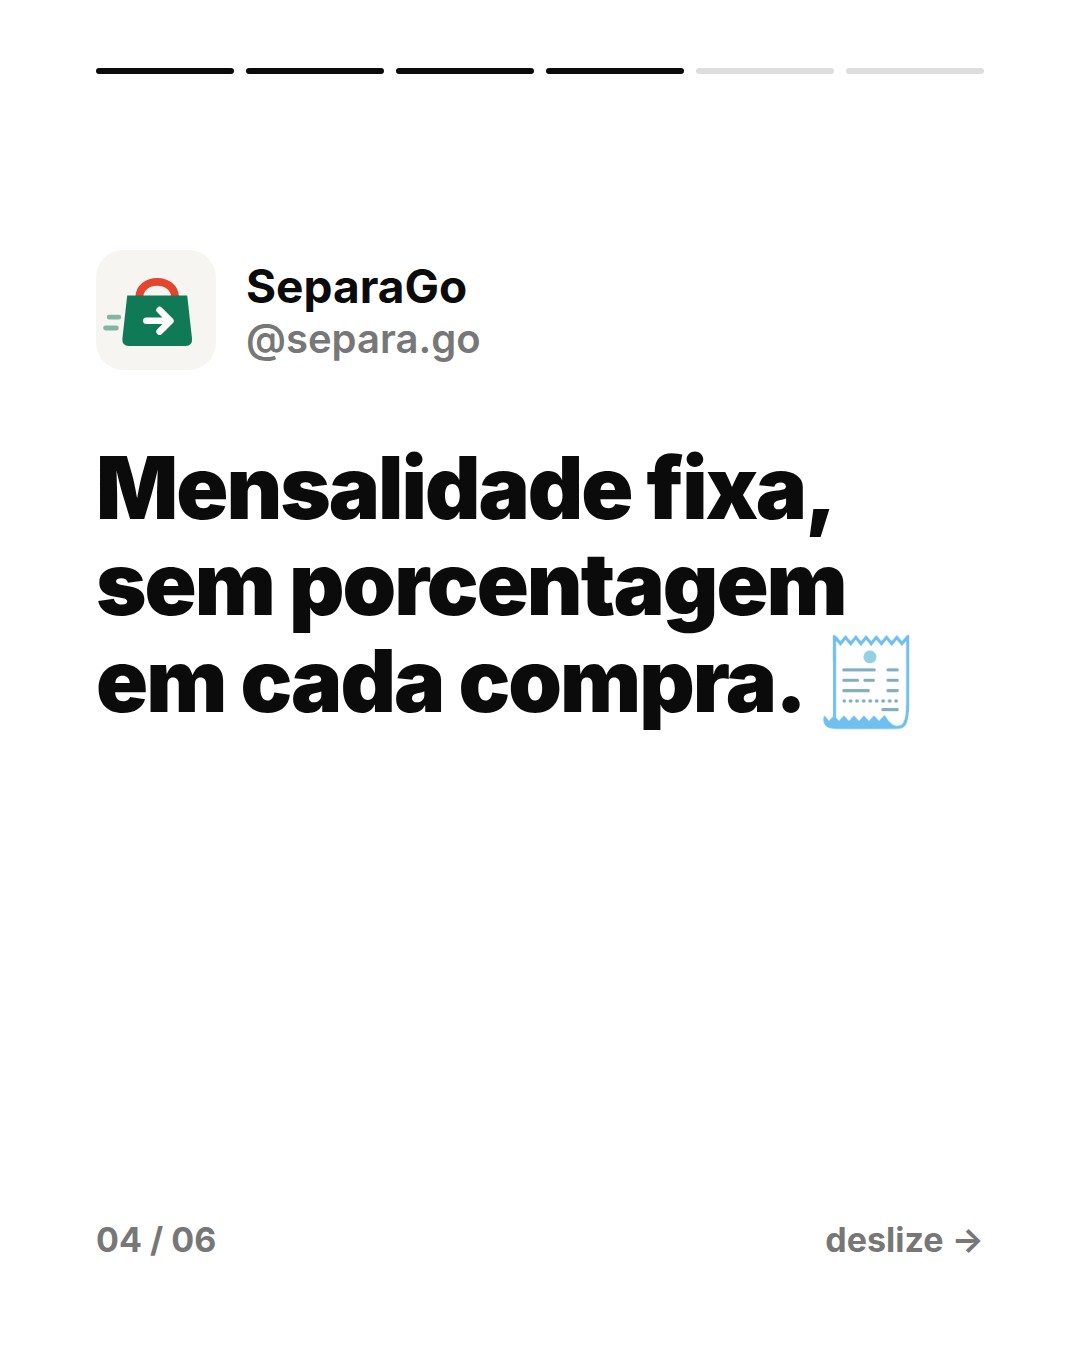 SeparaGo
@separa.go
Mensalidade fixa,
sem porcentagem
em cada compra. 🧾
04 / 06
deslize →